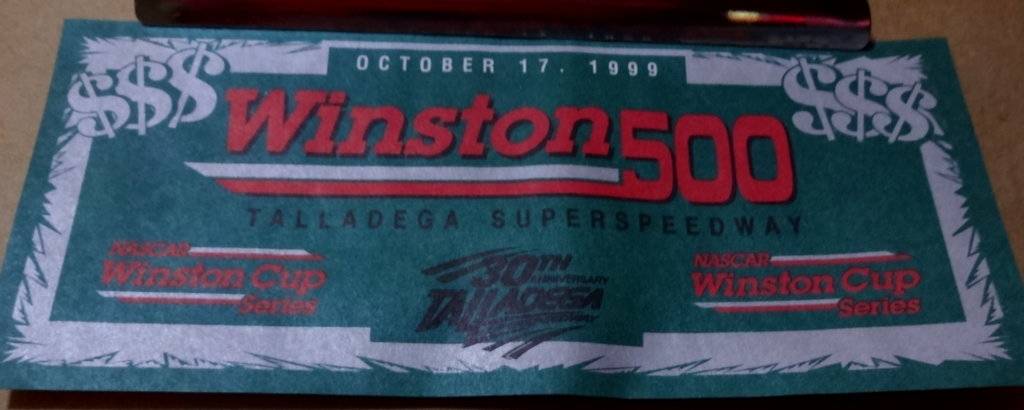 OCTOBER 17. 1999
$$$ $$$
Winston 500
TALLADEGA SUPERSPEEDWAY
NASCAR
Winston Cup
Series
30TH
ANNIVERSARY
TALLADEGA
NASCAR
Winston Cup
Series